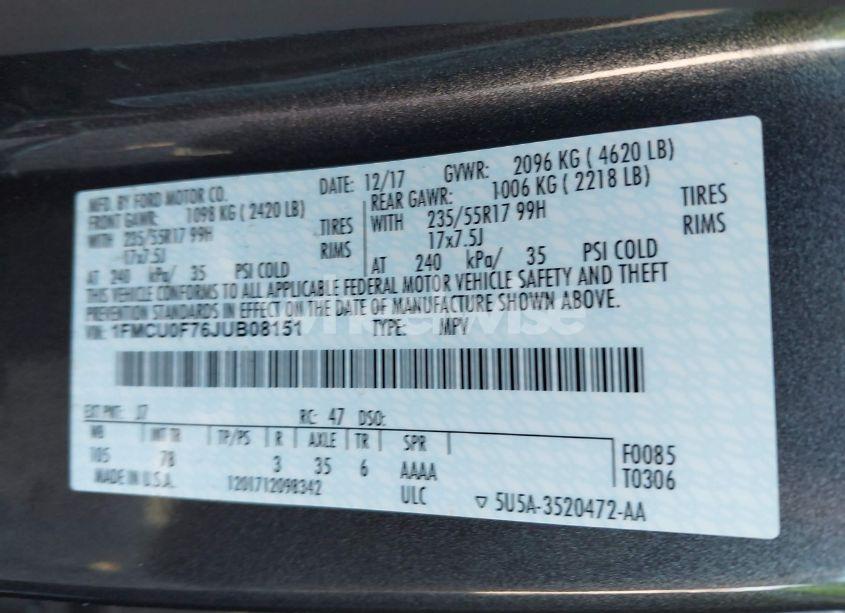 MFD. BY FORD MOTOR CO. DATE: 12/17 GVWR: 2096 KG ( 4620 LB)
FRONT GAWR: 1098 KG ( 2420 LB) REAR GAWR: 1006 KG ( 2218 LB)
WITH 235/55R17 99H TIRES WITH 235/55R17 99H TIRES
17x7.5J RIMS 17x7.5J RIMS
AT 240 kPa/ 35 PSI COLD AT 240 kPa/ 35 PSI COLD
THIS VEHICLE CONFORMS TO ALL APPLICABLE FEDERAL MOTOR VEHICLE SAFETY AND THEFT
PREVENTION STANDARDS IN EFFECT ON THE DATE OF MANUFACTURE SHOWN ABOVE.
VIN: 1FMCU0F76JUB08151 TYPE: MPV
EXT PNT: J7 RC: 47 DSO:
WB INT TR TP/PS R AXLE TR SPR
105 78 3 35 6 AAAA F0085
T0306
MADE IN U.S.A. 1201712098342 ULC ▽ 5U5A-3520472-AA